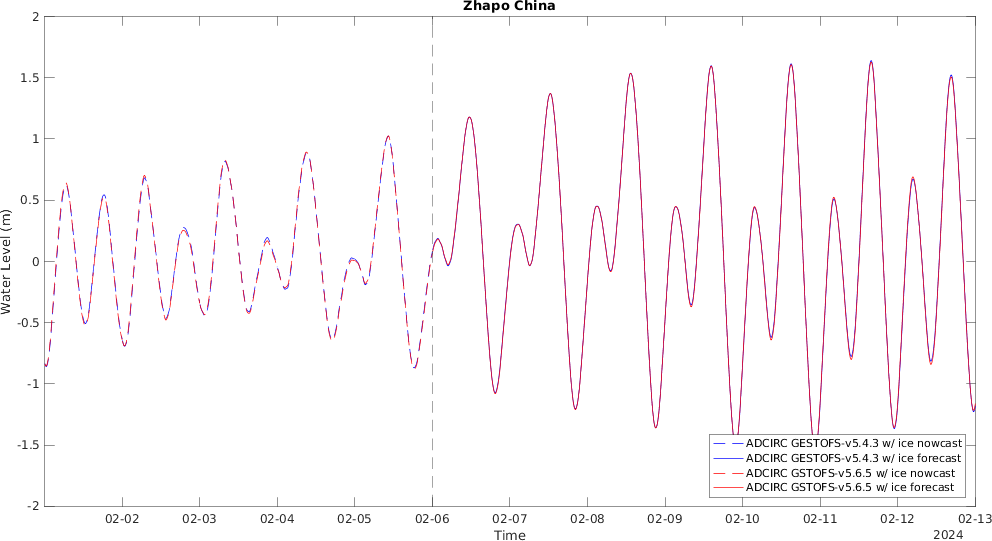 Zhapo China
Water Level (m)
2
1.5
1
0.5
0
-0.5
-1
-1.5
-2
ADCIRC GESTOFS-v5.4.3 w/ ice nowcast
ADCIRC GESTOFS-v5.4.3 w/ ice forecast
ADCIRC GSTOFS-v5.6.5 w/ ice nowcast
ADCIRC GSTOFS-v5.6.5 w/ ice forecast
02-02 02-03 02-04 02-05 02-06 02-07 02-08 02-09 02-10 02-11 02-12 02-13
Time
2024